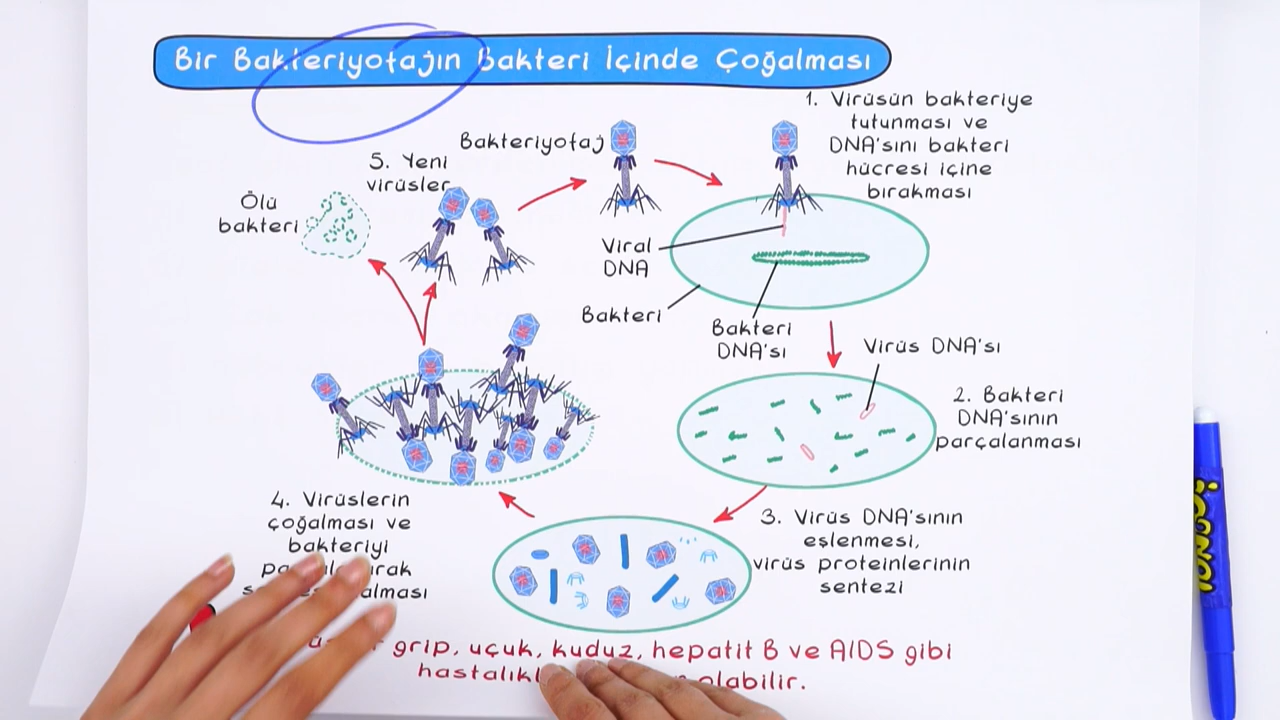 Bir Bakteriyofajın Bakteri İçinde Çoğalması
1. Virüsün bakteriye
tutunması ve
DNA'sını bakteri
hücresi içine
bırakması
Bakteriyofaj
5. Yeni
virüsler
Ölü
bakteri
Viral
DNA
Bakteri
Bakteri
DNA'sı
Virüs DNA'sı
2. Bakteri
DNA'sının
parçalanması
3. Virüs DNA'sının
eşlenmesi,
virüs proteinlerinin
sentezi
4. Virüslerin
çoğalması ve
bakteriyi
grip, uçuk, kuduz, hepatit B ve AIDS gibi
olabilir.